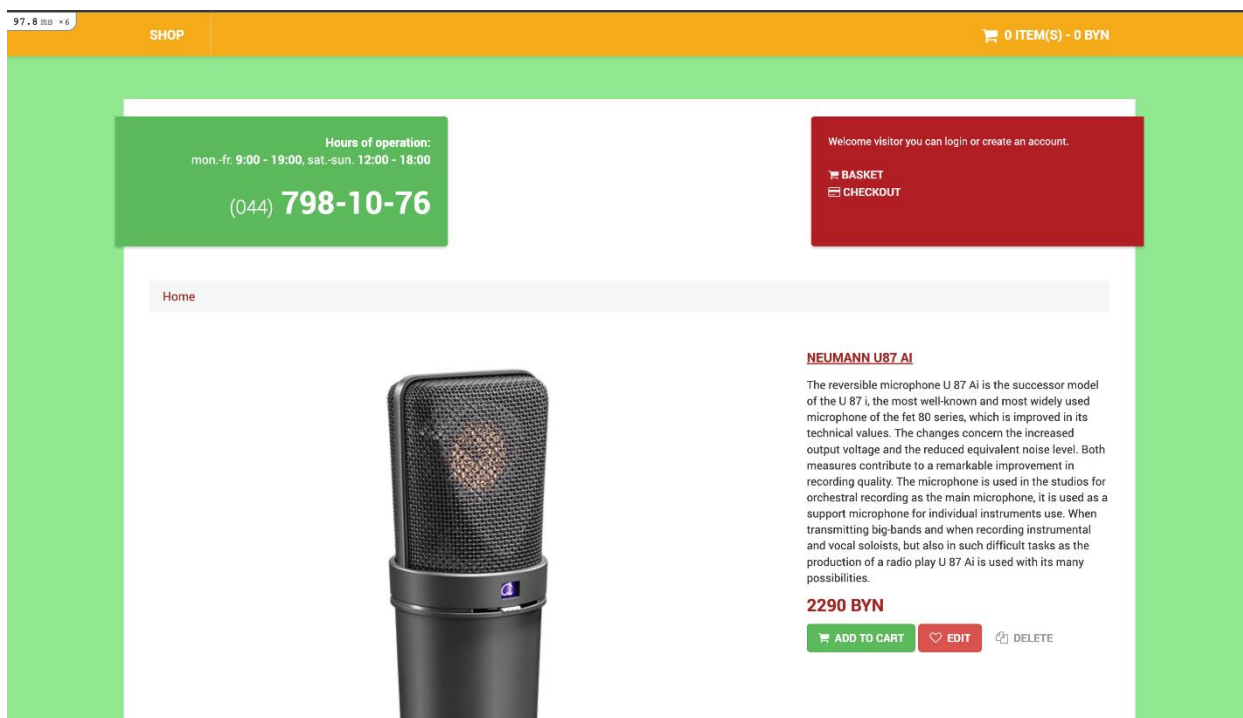 97.8 ms ×6
SHOP
0 ITEM(S) - 0 BYN
Hours of operation:
mon.-fr. 9:00 - 19:00, sat.-sun. 12:00 - 18:00
(044) 798-10-76
Welcome visitor you can login or create an account.
BASKET
CHECKOUT
Home
NEUMANN U87 AI
The reversible microphone U 87 Ai is the successor model
of the U 87 i, the most well-known and most widely used
microphone of the fet 80 series, which is improved in its
technical values. The changes concern the increased
output voltage and the reduced equivalent noise level. Both
measures contribute to a remarkable improvement in
recording quality. The microphone is used in the studios for
orchestral recording as the main microphone, it is used as a
support microphone for individual instruments use. When
transmitting big-bands and when recording instrumental
and vocal soloists, but also in such difficult tasks as the
production of a radio play U 87 Ai is used with its many
possibilities.
2290 BYN
ADD TO CART
EDIT
DELETE